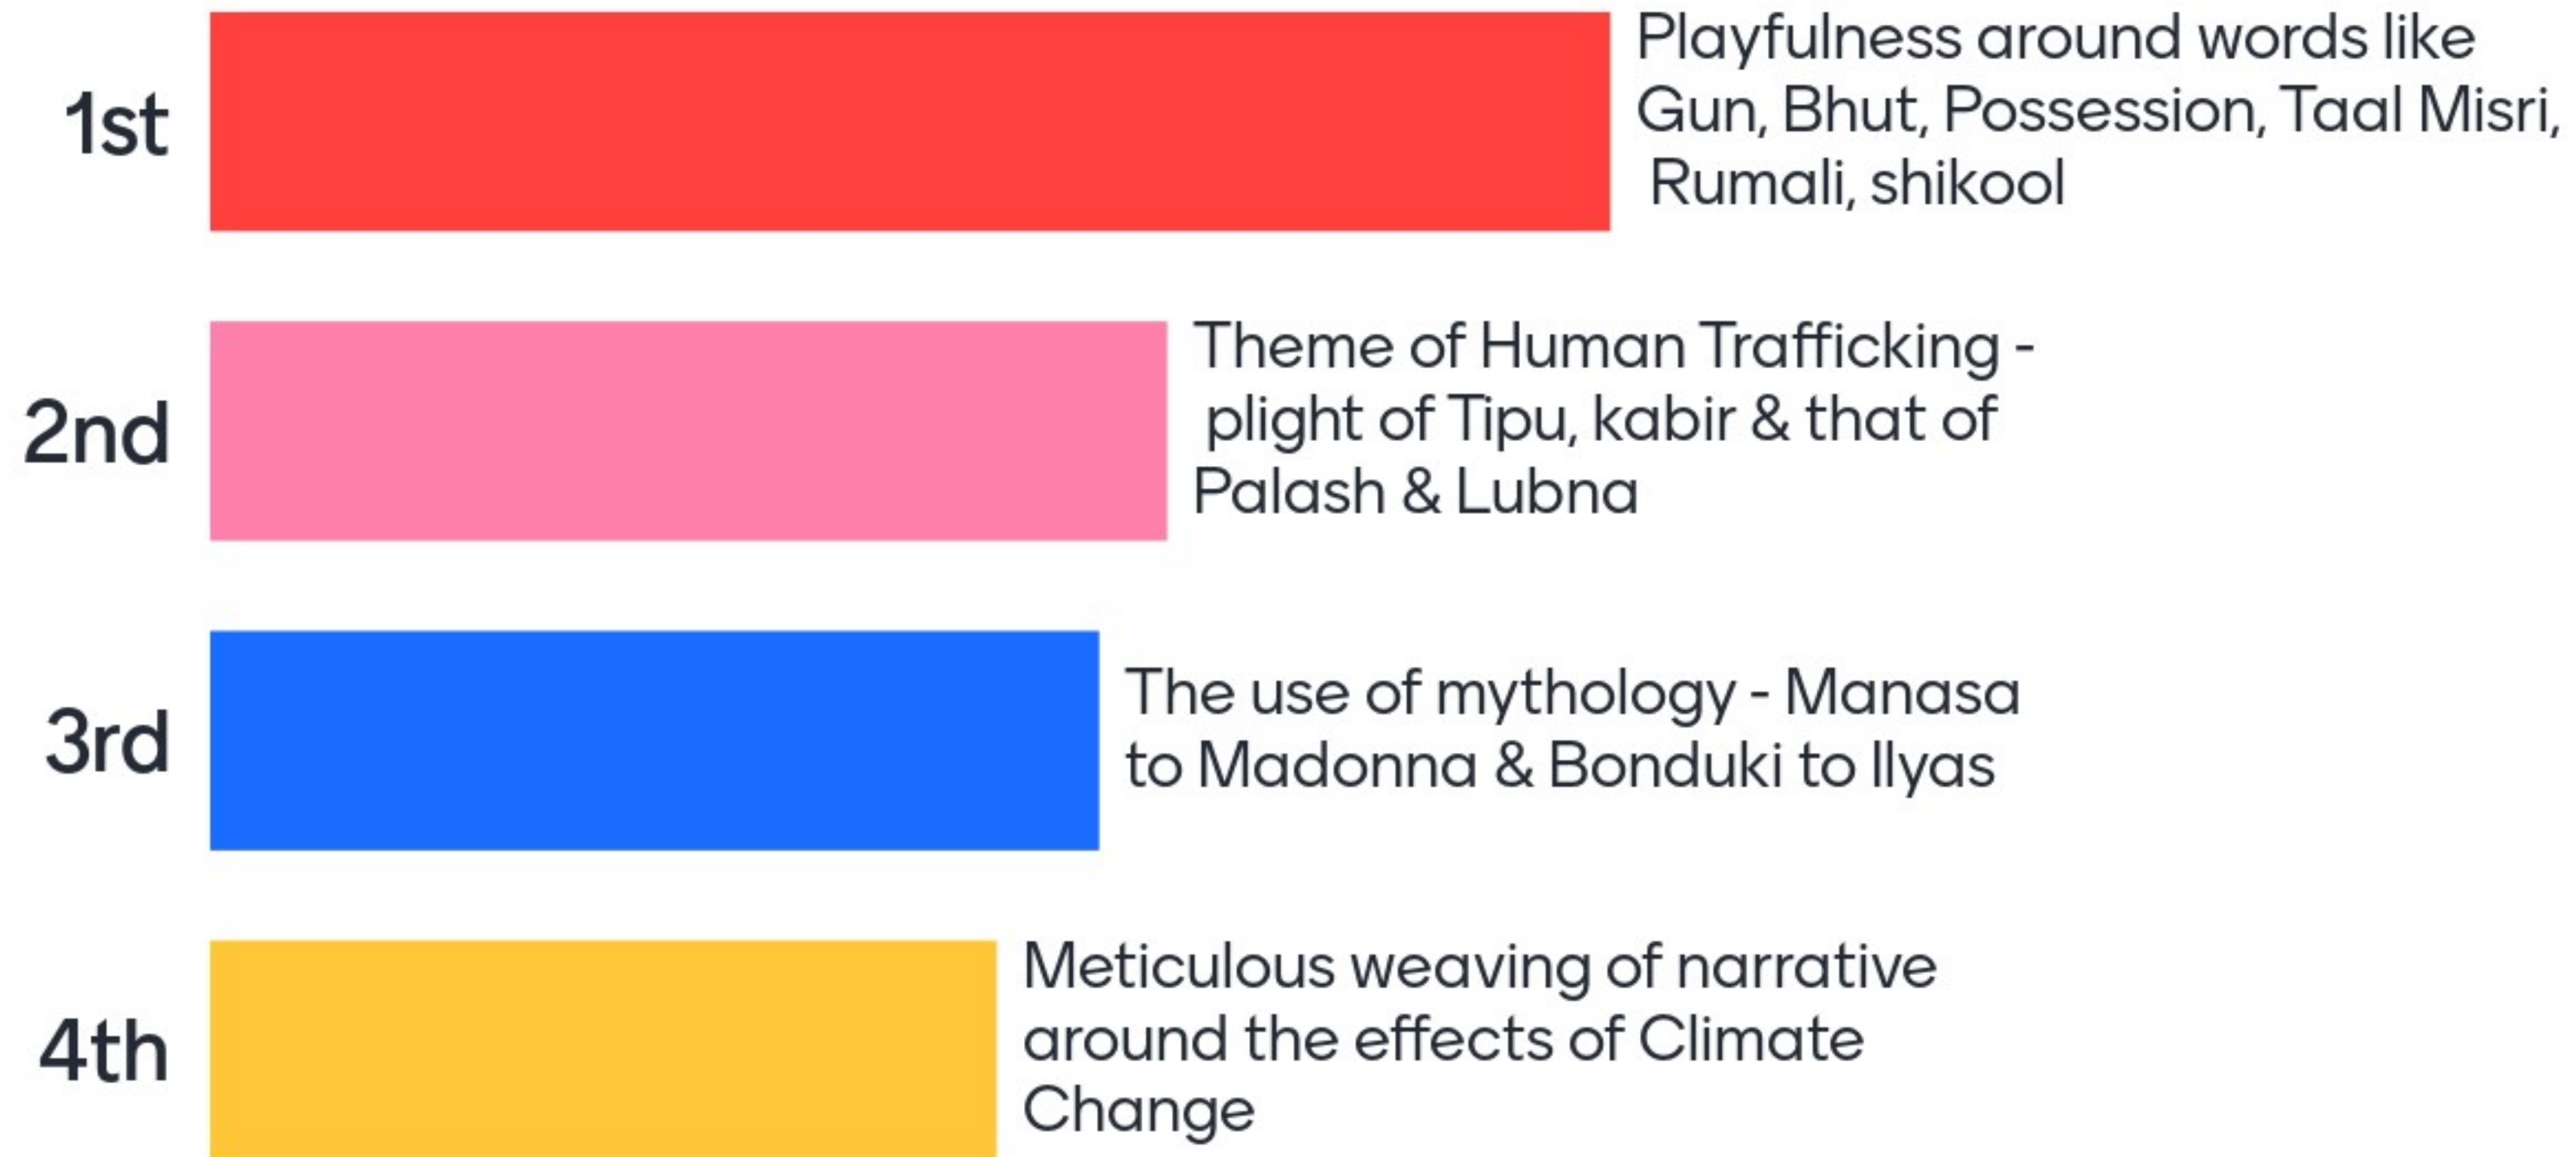 1st
Playfulness around words like
Gun, Bhut, Possession, Taal Misri,
Rumali, shikool
2nd
Theme of Human Trafficking -
plight of Tipu, kabir & that of
Palash & Lubna
3rd
The use of mythology - Manasa
to Madonna & Bonduki to Ilyas
4th
Meticulous weaving of narrative
around the effects of Climate
Change